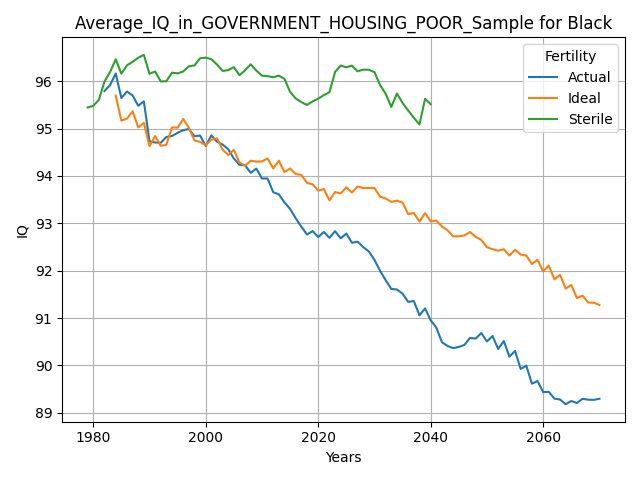 Average_IQ_in_GOVERNMENT_HOUSING_POOR_Sample for Black
Fertility
Actual
Ideal
Sterile
IQ
96
95
94
93
92
91
90
89
1980
2000
2020
2040
2060
Years